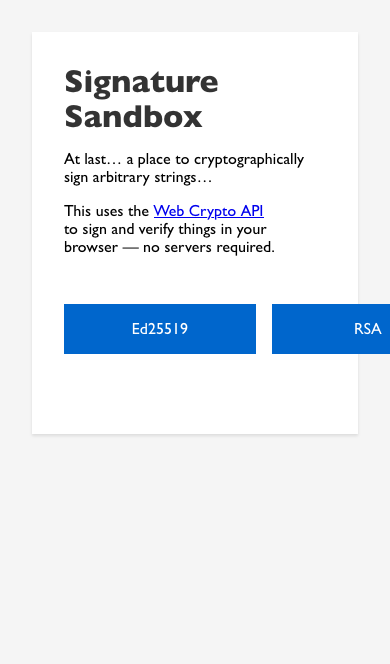 Signature
Sandbox
At last… a place to cryptographically
sign arbitrary strings…
This uses the Web Crypto API
to sign and verify things in your
browser — no servers required.
Ed25519
RSA